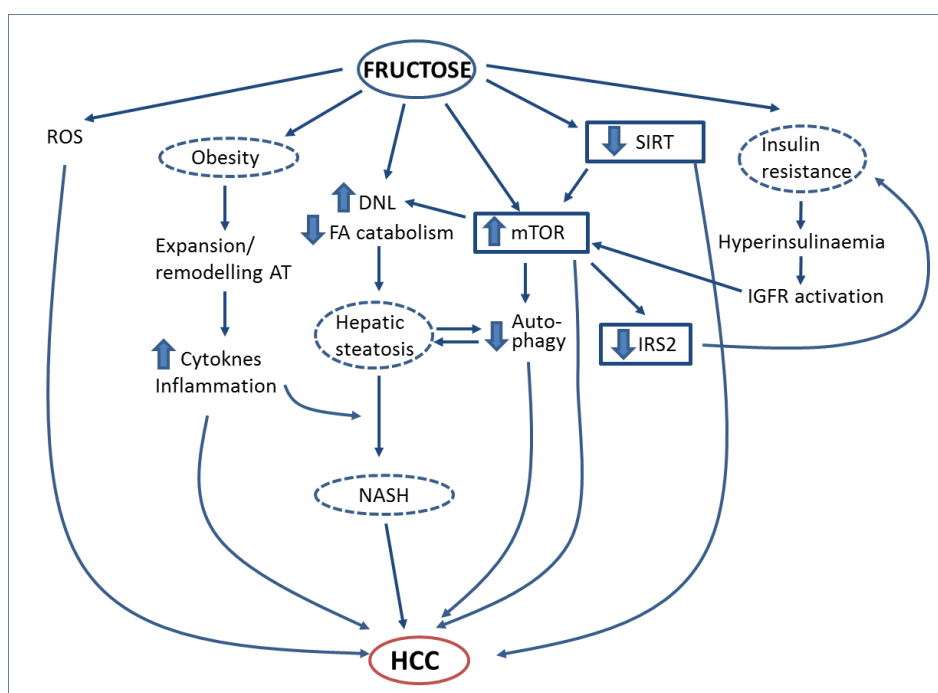 FRUCTOSE
ROS
SIRT
Obesity
Insulin
resistance
DNL
FA catabolism
mTOR
Expansion/
remodelling AT
Hyperinsulinaemia
IGFR activation
Hepatic
steatosis
Auto-
phagy
IRS2
Cytoknes
Inflammation
NASH
HCC